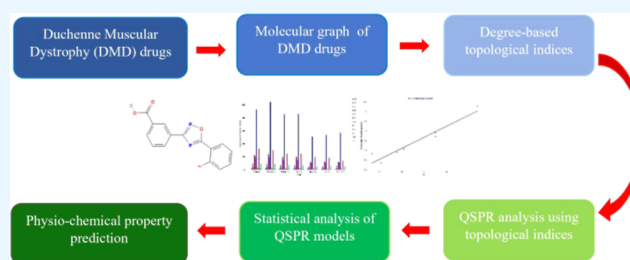 Duchenne Muscular
Dystrophy (DMD) drugs
Molecular graph of
DMD drugs
Degree-based
topological indices
QSPR analysis using
topological indices
Statistical analysis of
QSPR models
Physio-chemical property
prediction